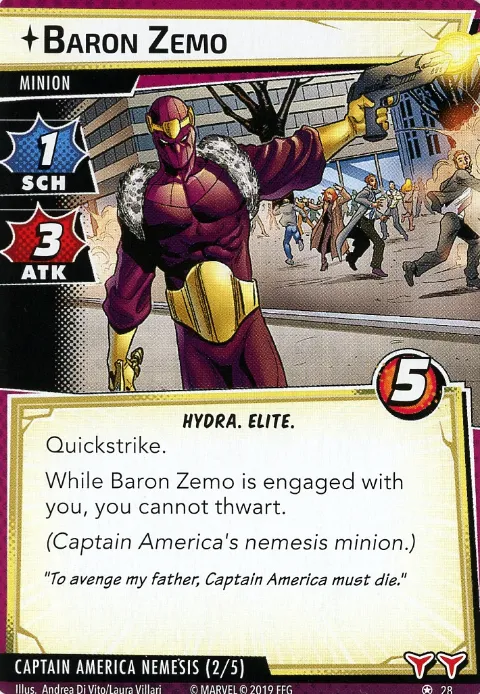 BARON ZEMO
MINION
1
SCH
3
ATK
5
HYDRA. ELITE.
Quickstrike.
While Baron Zemo is engaged with
you, you cannot thwart.
(Captain America's nemesis minion.)
"To avenge my father, Captain America must die."
CAPTAIN AMERICA NEMESIS (2/5)
Illus. Andrea Di Vito/Laura Villari © MARVEL © 2019 FFG 28